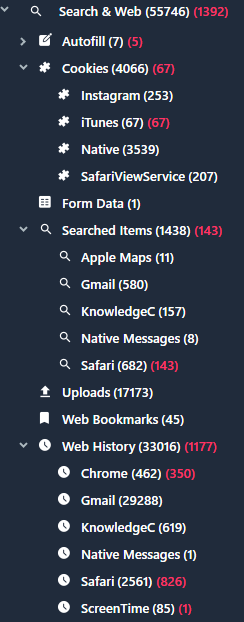 Search & Web (55746) (1392)
Autofill (7) (5)
Cookies (4066) (67)
Instagram (253)
iTunes (67) (67)
Native (3539)
SafariViewService (207)
Form Data (1)
Searched Items (1438) (143)
Apple Maps (11)
Gmail (580)
KnowledgeC (157)
Native Messages (8)
Safari (682) (143)
Uploads (17173)
Web Bookmarks (45)
Web History (33016) (1177)
Chrome (462) (350)
Gmail (29288)
KnowledgeC (619)
Native Messages (1)
Safari (2561) (826)
ScreenTime (85) (1)